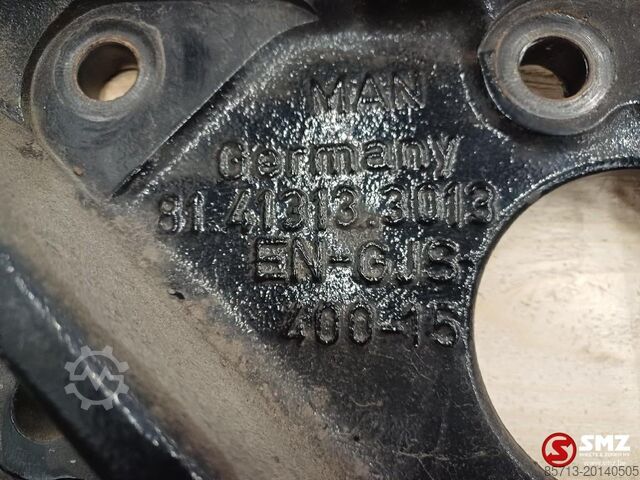 MAN
Germany
81.41313.3013
EN-GJS-
400-15
SMZ
85713-20140505